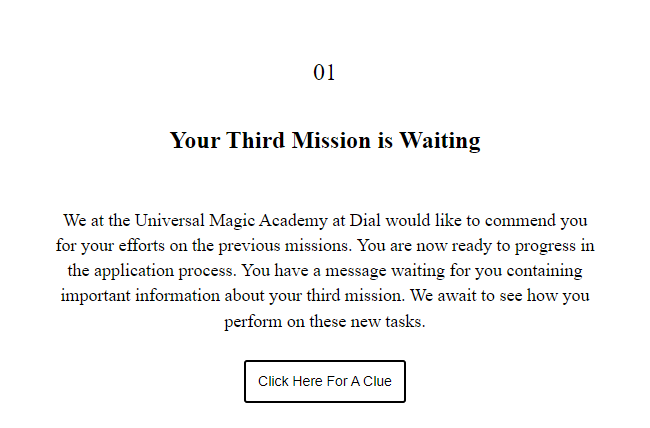 01
Your Third Mission is Waiting
We at the Universal Magic Academy at Dial would like to commend you
for your efforts on the previous missions. You are now ready to progress in
the application process. You have a message waiting for you containing
important information about your third mission. We await to see how you
perform on these new tasks.
Click Here For A Clue